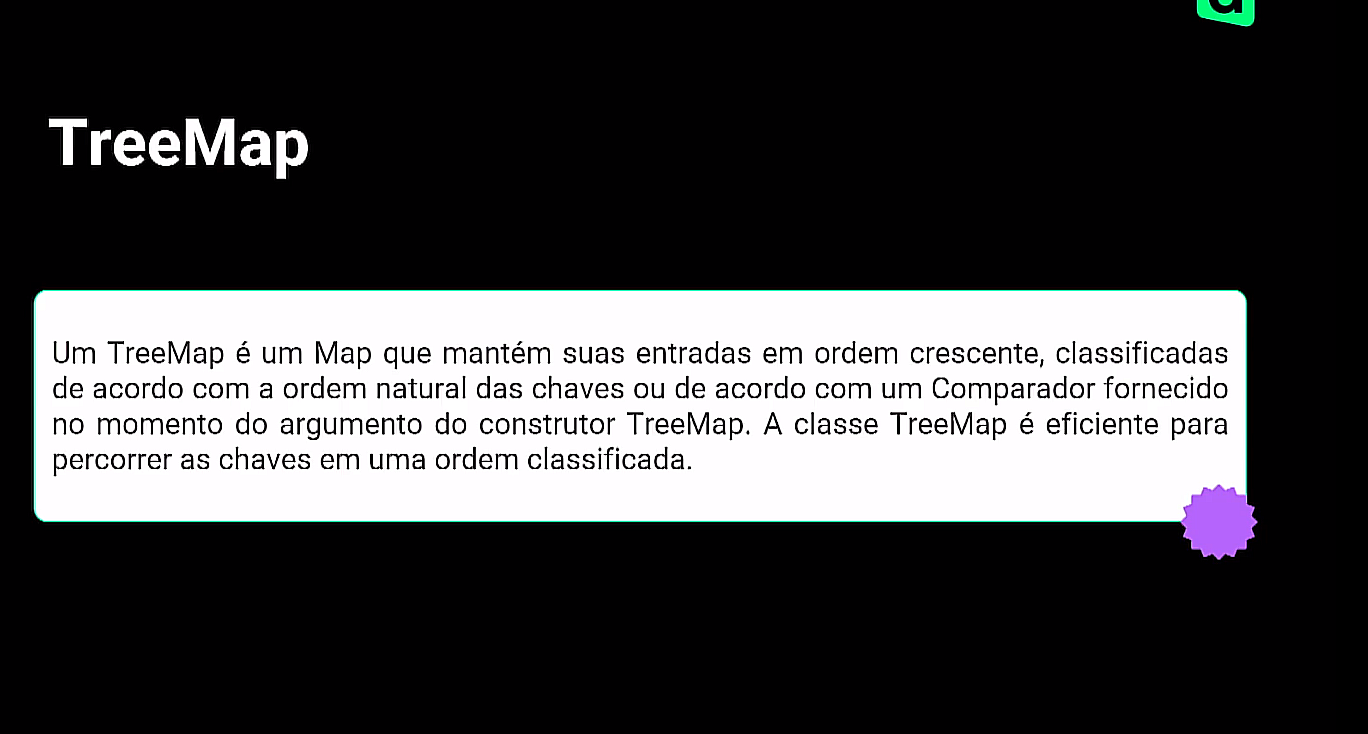 TreeMap
Um TreeMap é um Map que mantém suas entradas em ordem crescente, classificadas
de acordo com a ordem natural das chaves ou de acordo com um Comparador fornecido
no momento do argumento do construtor TreeMap. A classe TreeMap é eficiente para
percorrer as chaves em uma ordem classificada.